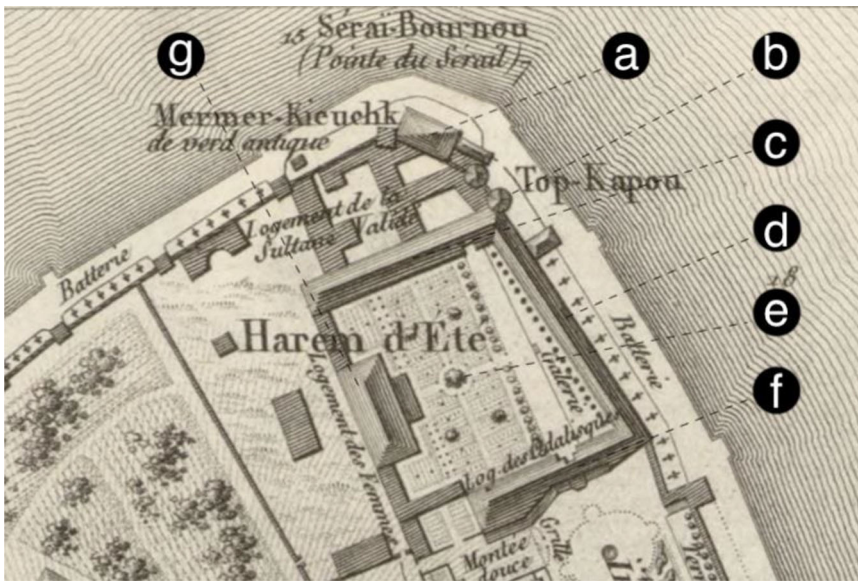 g
15 Séraï-Bournou
(Pointe du Sérail)
a
b
Mermer-Kieuchk
de verd antique
c
Top-Kapou
Logement de la
Sultane Validé
d
Batterie
18
e
Harem d'Eté
Batterie
Galerie
f
Logement des Femmes
Log. des Odalisques
Grille
Montée
douce